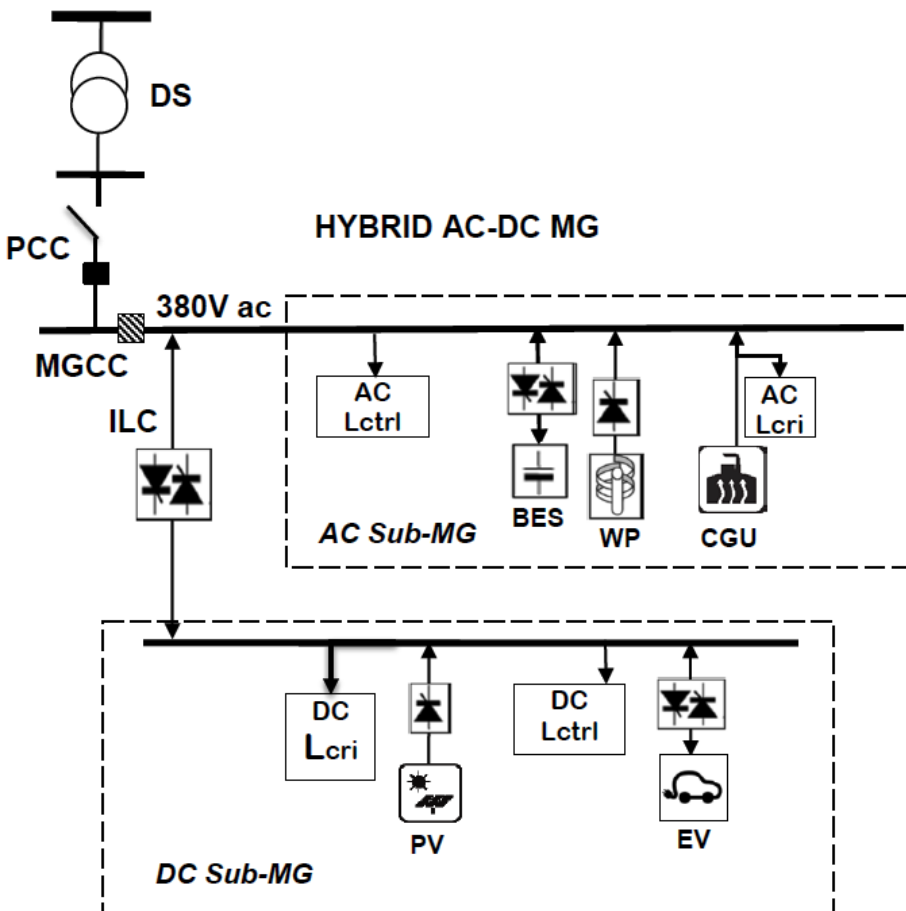 DS
HYBRID AC-DC MG
PCC
380V ac
MGCC
AC
Lctrl
AC
Lcri
ILC
BES
WP
CGU
AC Sub-MG
DC
Lcri
DC
Lctrl
PV
EV
DC Sub-MG